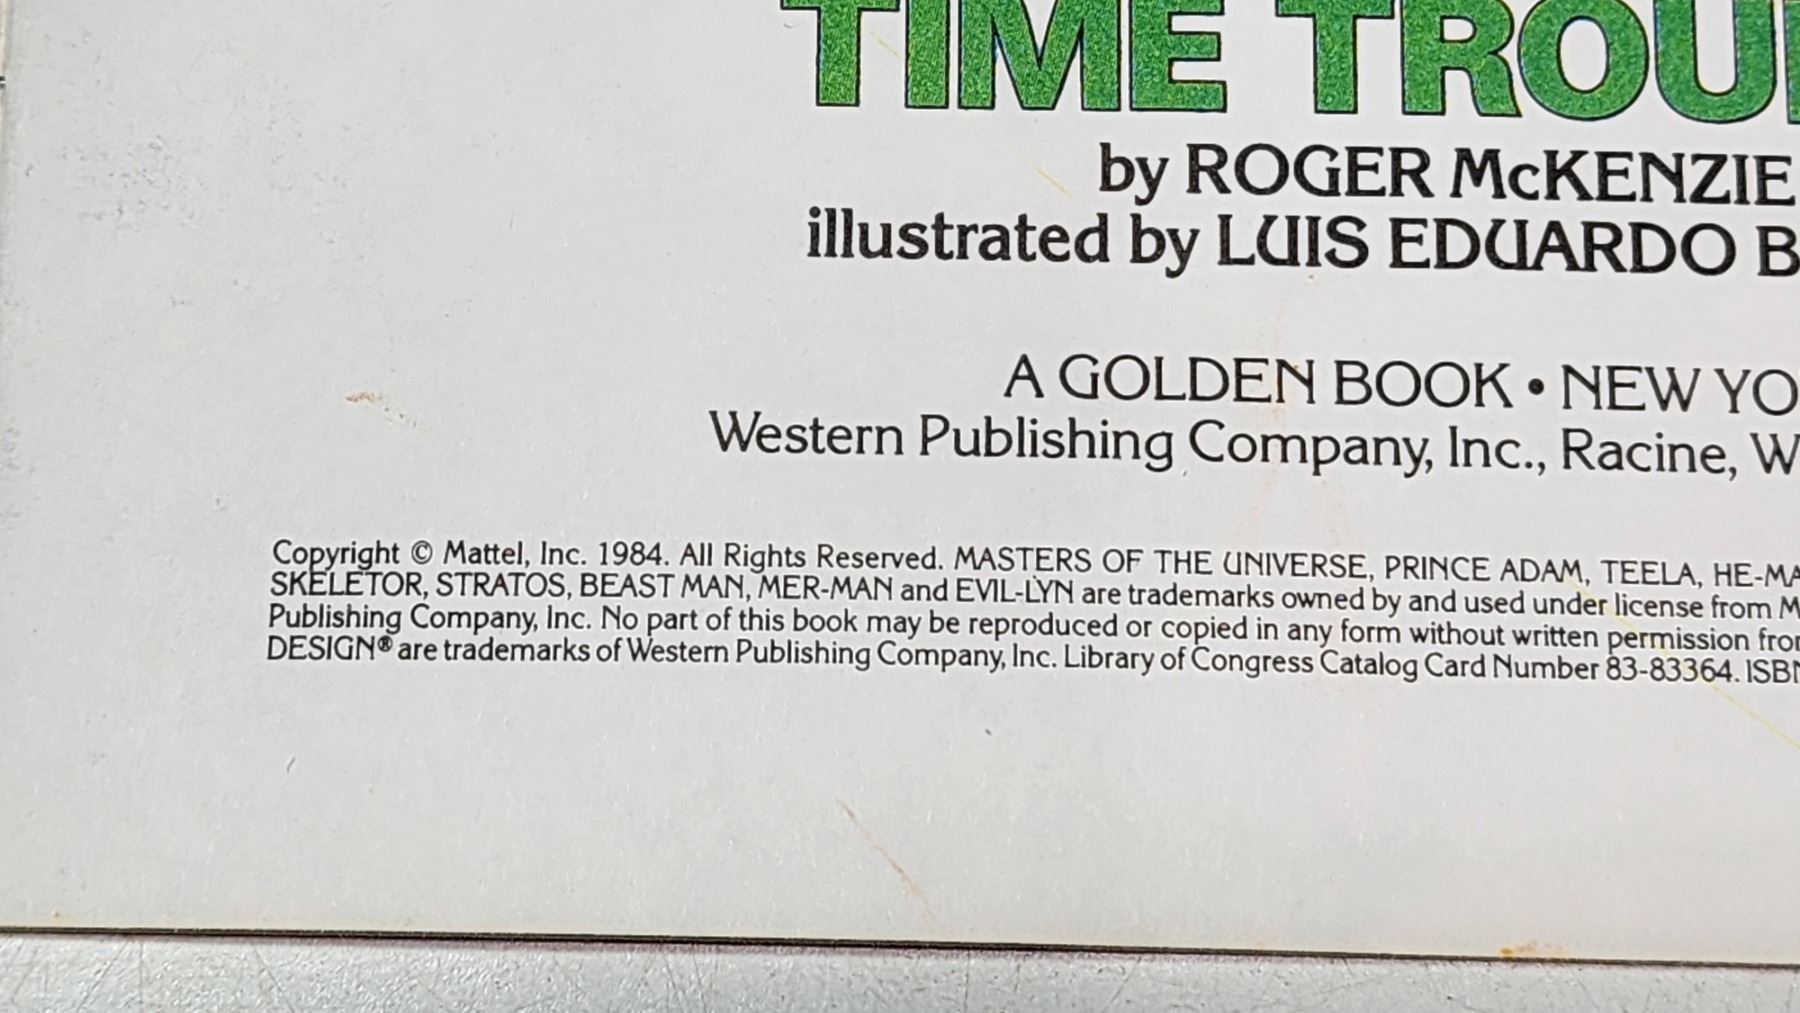 TIME TROU
by ROGER McKENZIE
illustrated by LUIS EDUARDO B
A GOLDEN BOOK • NEW YO
Western Publishing Company, Inc., Racine, W
Copyright © Mattel, Inc. 1984. All Rights Reserved. MASTERS OF THE UNIVERSE, PRINCE ADAM, TEELA, HE-MA
SKELETOR, STRATOS, BEAST MAN, MER-MAN and EVIL-LYN are trademarks owned by and used under license from M
Publishing Company, Inc. No part of this book may be reproduced or copied in any form without written permission fro
DESIGN® are trademarks of Western Publishing Company, Inc. Library of Congress Catalog Card Number 83-83364. ISBN